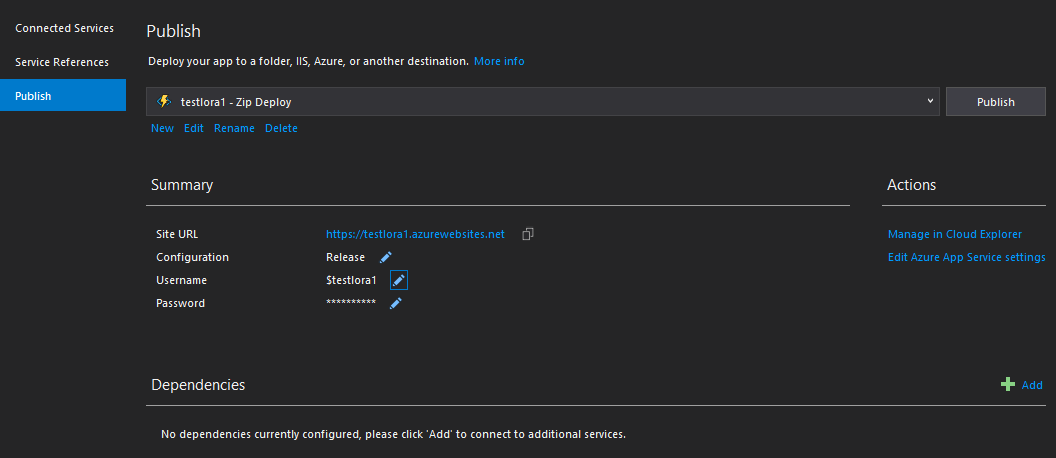 Connected Services
Service References
Publish
Publish
Deploy your app to a folder, IIS, Azure, or another destination. More info
testlora1 - Zip Deploy
Publish
New Edit Rename Delete
Summary
Site URL https://testlora1.azurewebsites.net
Configuration Release
Username $testlora1
Password **********
Actions
Manage in Cloud Explorer
Edit Azure App Service settings
Dependencies
Add
No dependencies currently configured, please click 'Add' to connect to additional services.